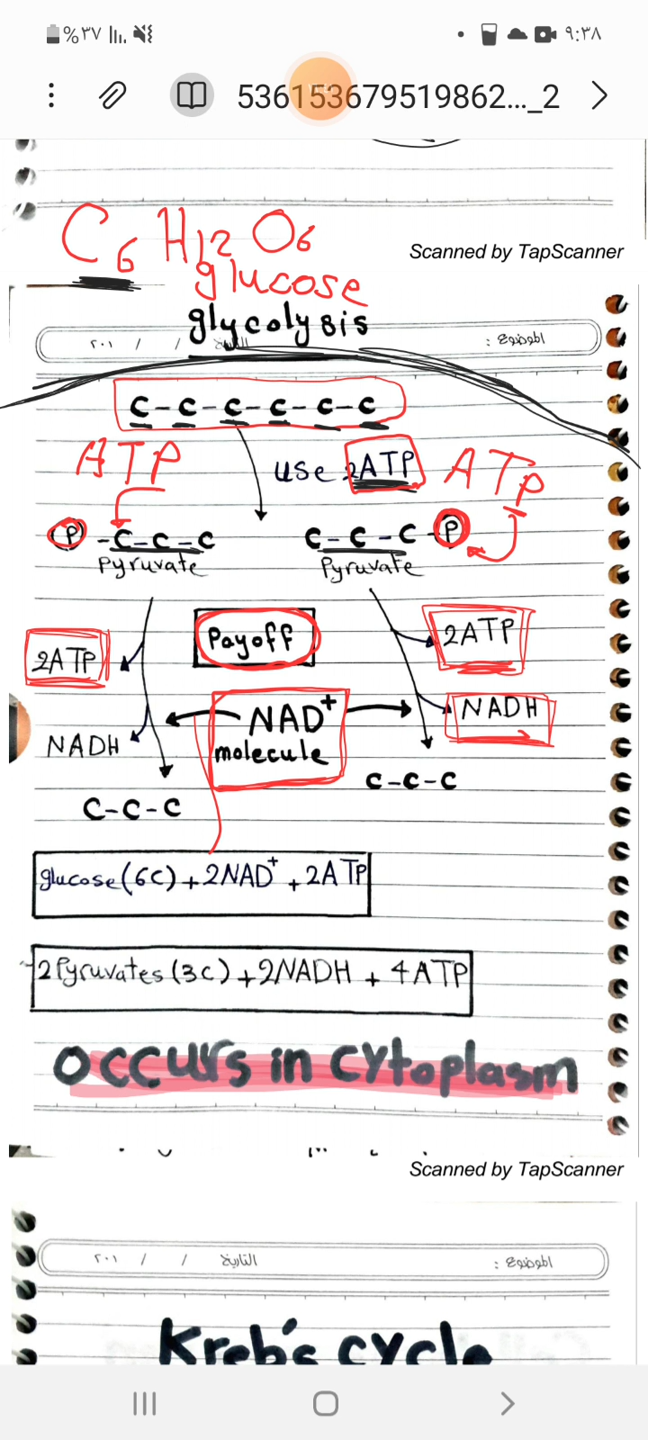 %٣٧
٩:٣٨
536153679519862..._2
C6 H12 O6
Scanned by TapScanner
glucose
glycolysis
التاريخ / / ٢٠١
الموضوع :
C-C-C-C-C-C
ATP
use 2ATP
ATP
P-C-C-C
C-C-C-P
Pyruvate
Pyruvate
Payoff
2ATP
2ATP
NAD+
molecule
NADH
NADH
C-C-C
C-C-C
glucose(6C)+2NAD++2ATP
2Pyruvates(3C)+2NADH+4ATP
occurs in cytoplasm
Scanned by TapScanner
التاريخ / / ٢٠١
الموضوع :
Kreb's cycle